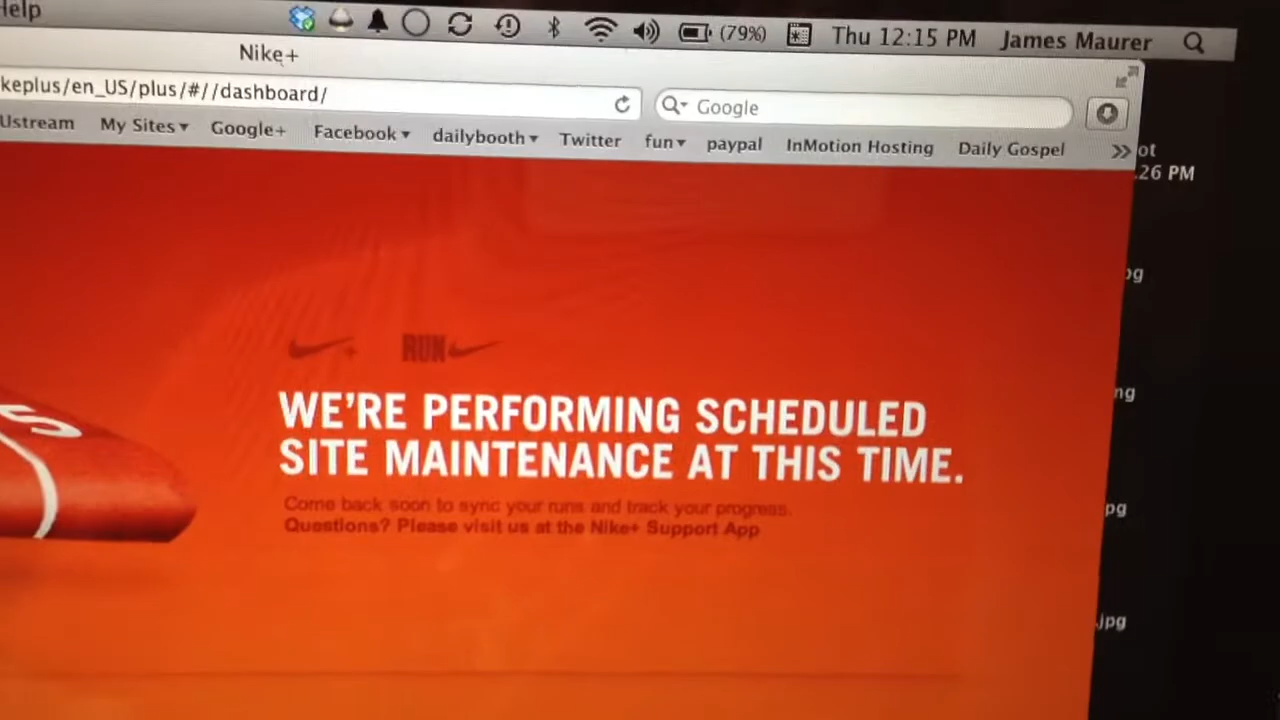 Help
(79%) Thu 12:15 PM James Maurer
Nike+
keplus/en_US/plus/#//dashboard/
Google
Ustream My Sites Google+ Facebook dailybooth Twitter fun paypal InMotion Hosting Daily Gospel
ot
.26 PM
pg
ng
pg
.jpg
RUN
WE'RE PERFORMING SCHEDULED
SITE MAINTENANCE AT THIS TIME.
Come back soon to sync your runs and track your progress.
Questions? Please visit us at the Nike+ Support App